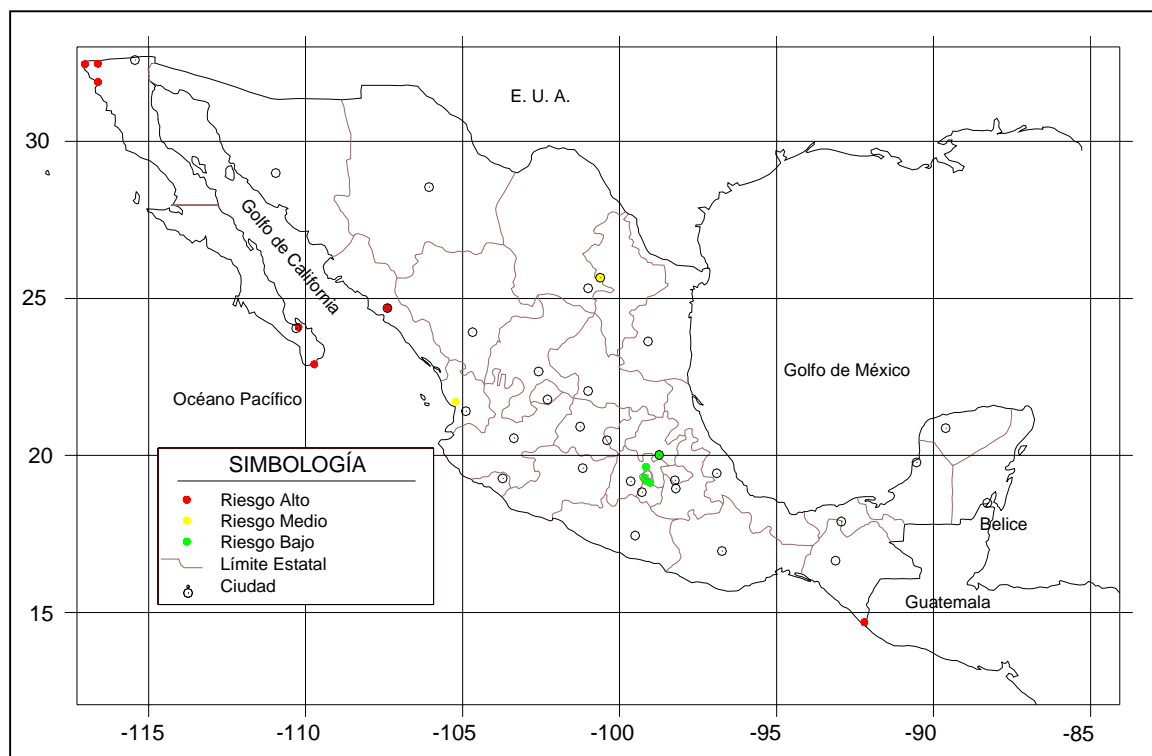 E. U. A.
30
Golfo de California
25
Golfo de México
Océano Pacífico
20
SIMBOLOGÍA
Riesgo Alto
Riesgo Medio
Riesgo Bajo
Límite Estatal
Ciudad
Belice
Guatemala
15
-115
-110
-105
-100
-95
-90
-85